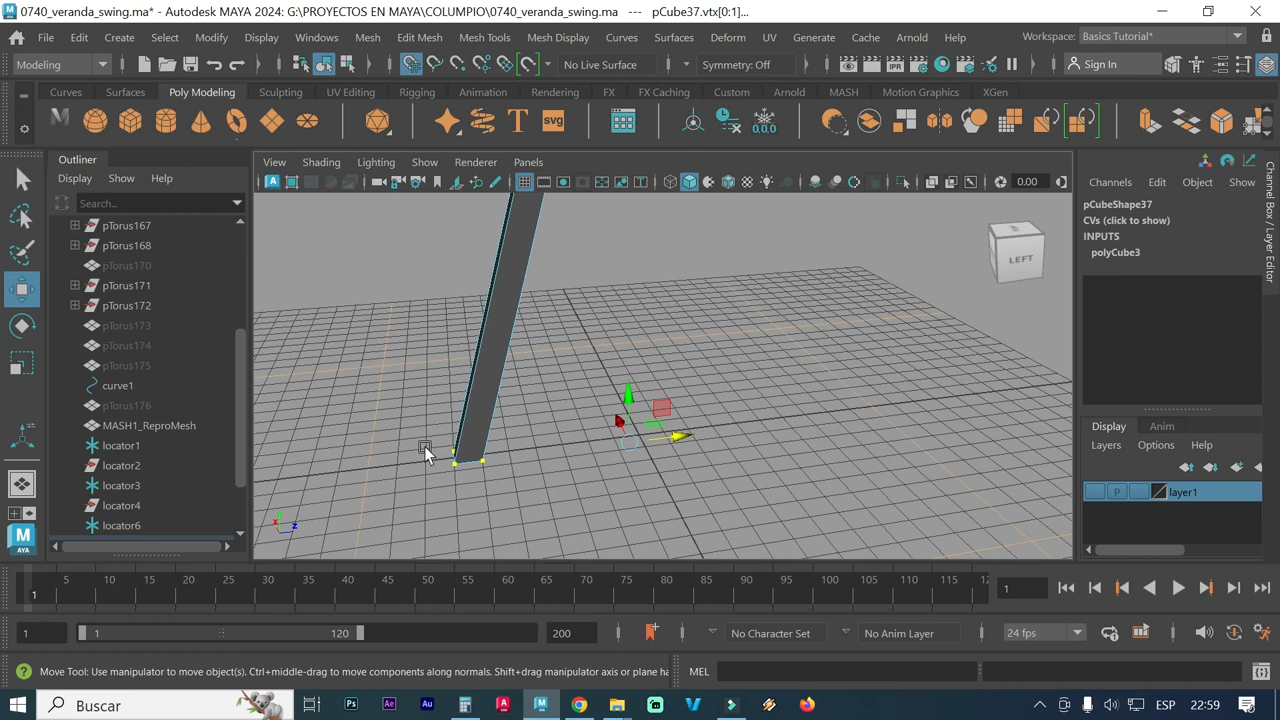 0740_veranda_swing.ma* - Autodesk MAYA 2024: G:\PROYECTOS EN MAYA\COLUMPIO\0740_veranda_swing.ma --- pCube37.vtx[0:1]...
File Edit Create Select Modify Display Windows Mesh Edit Mesh Mesh Tools Mesh Display Curves Surfaces Deform UV Generate Cache Arnold Help Workspace: Basics Tutorial*
Modeling No Live Surface Symmetry: Off Sign In
Curves Surfaces Poly Modeling Sculpting UV Editing Rigging Animation Rendering FX FX Caching Custom Arnold MASH Motion Graphics XGen
T svg 0,0,0
Outliner
Display Show Help
Search...
pTorus167
pTorus168
pTorus170
pTorus171
pTorus172
pTorus173
pTorus174
pTorus175
curve1
pTorus176
MASH1_ReproMesh
locator1
locator2
locator3
locator4
locator6
View Shading Lighting Show Renderer Panels
0.00
LEFT
y
x z
Channels Edit Object Show
pCubeShape37
CVs (click to show)
INPUTS
polyCube3
Channel Box / Layer Editor
Display Anim
Layers Options Help
P layer1
1 5 10 15 20 25 30 35 40 45 50 55 60 65 70 75 80 85 90 95 100 105 110 115 12 1
1 1 120 200 No Character Set No Anim Layer 24 fps
Move Tool: Use manipulator to move object(s). Ctrl+middle-drag to move components along normals. Shift+drag manipulator axis or plane ha MEL
Buscar ESP 22:59